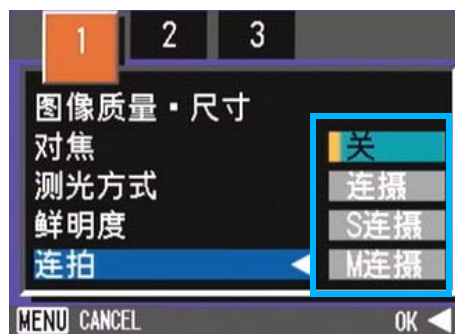 1 2 3
图像质量・尺寸
对焦 关
测光方式 连摄
鲜明度 S连摄
连拍 M连摄
MENU CANCEL OK